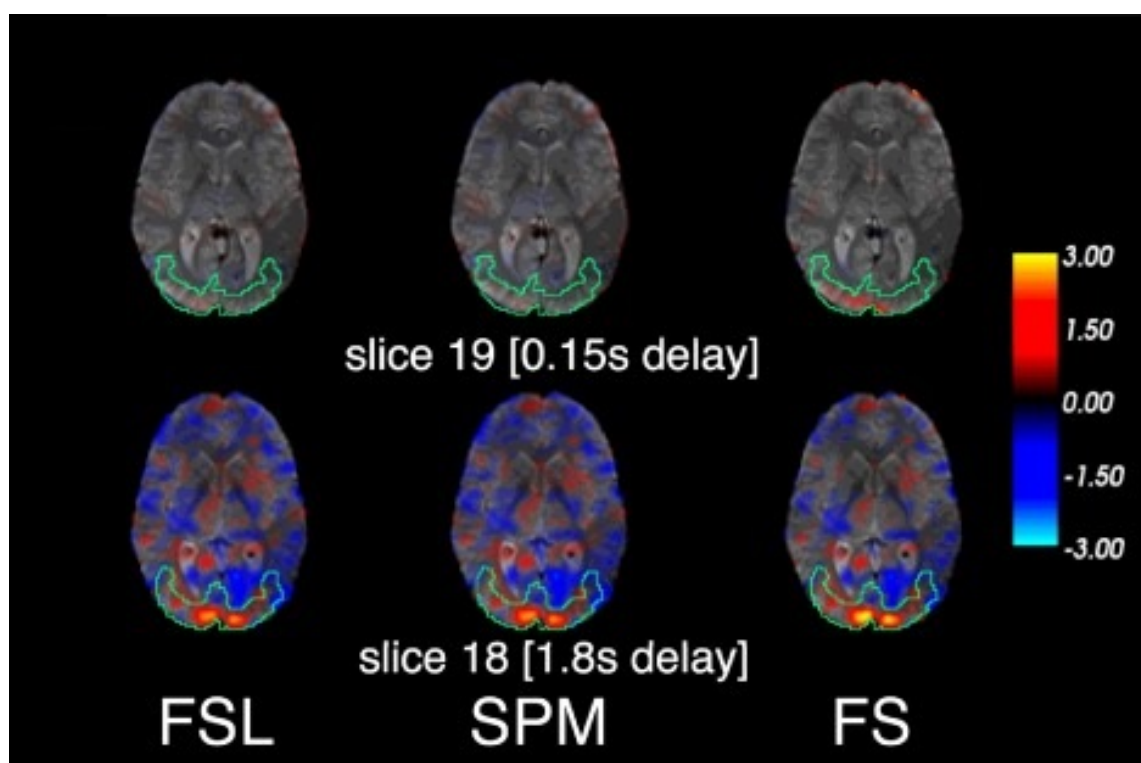 3.00
1.50
0.00
-1.50
-3.00
slice 19 [0.15s delay]
slice 18 [1.8s delay]
FSL SPM FS